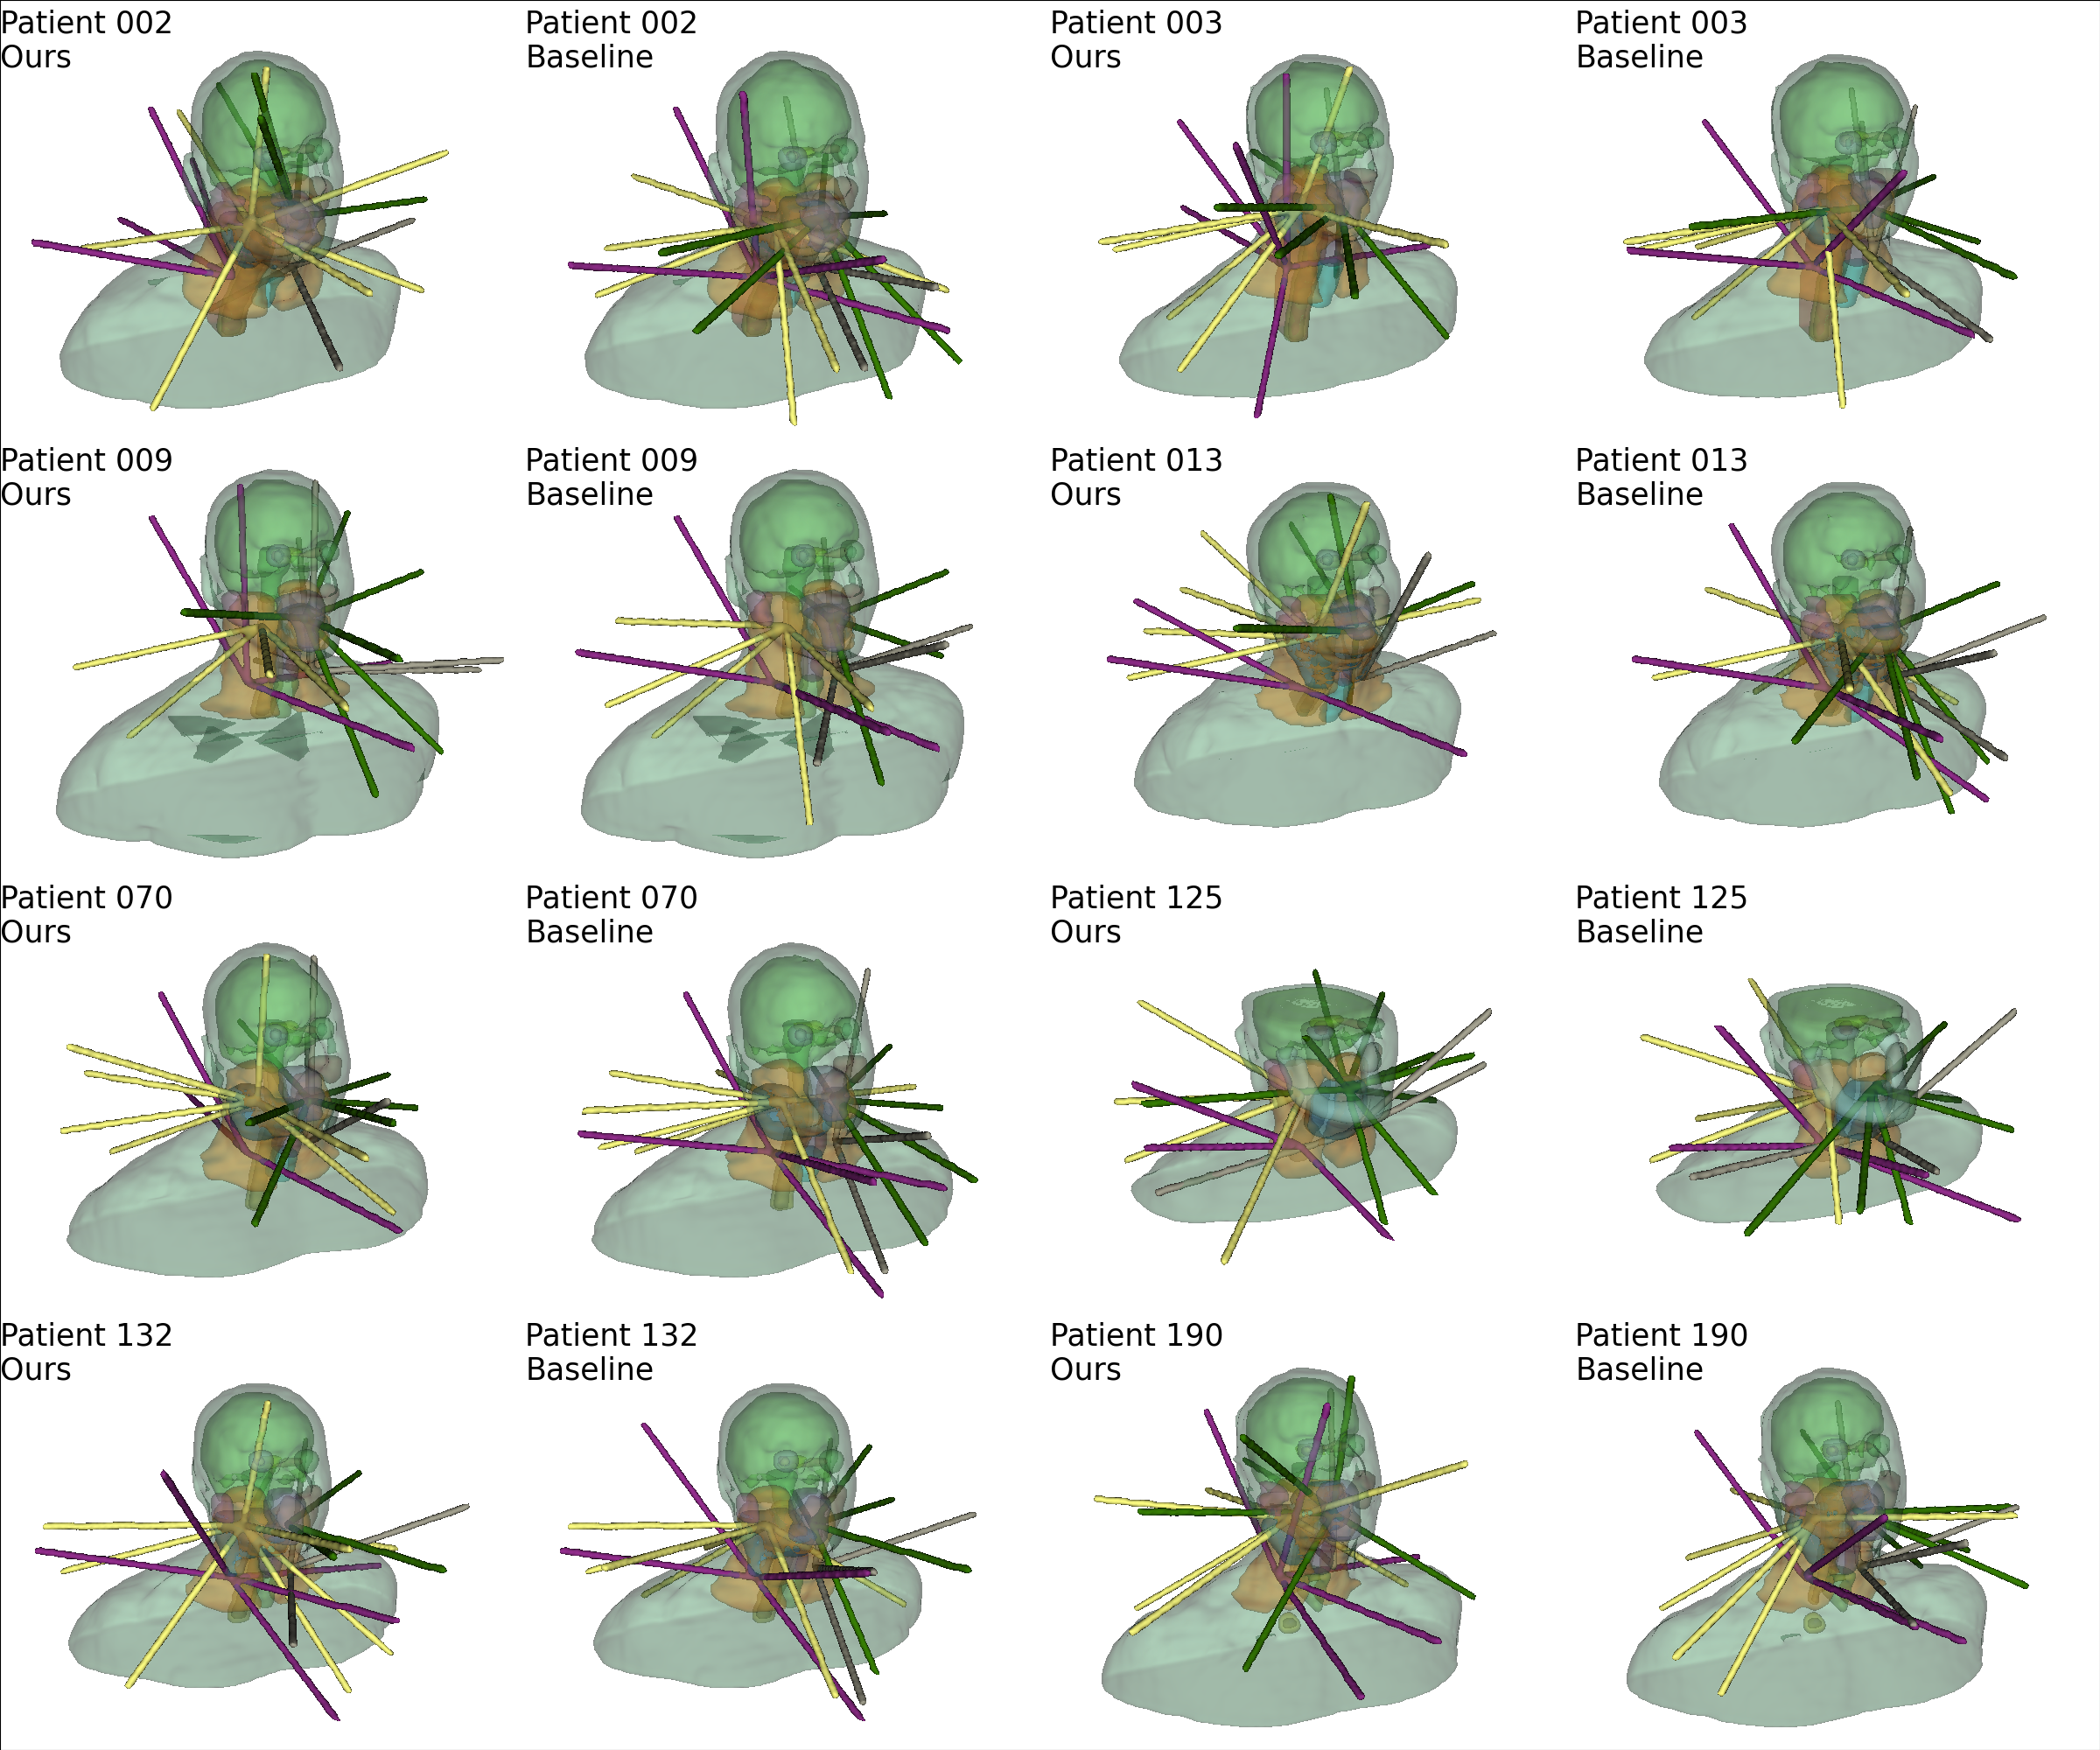 Patient 002
Ours
Patient 002
Baseline
Patient 003
Ours
Patient 003
Baseline
Patient 009
Ours
Patient 009
Baseline
Patient 013
Ours
Patient 013
Baseline
Patient 070
Ours
Patient 070
Baseline
Patient 125
Ours
Patient 125
Baseline
Patient 132
Ours
Patient 132
Baseline
Patient 190
Ours
Patient 190
Baseline